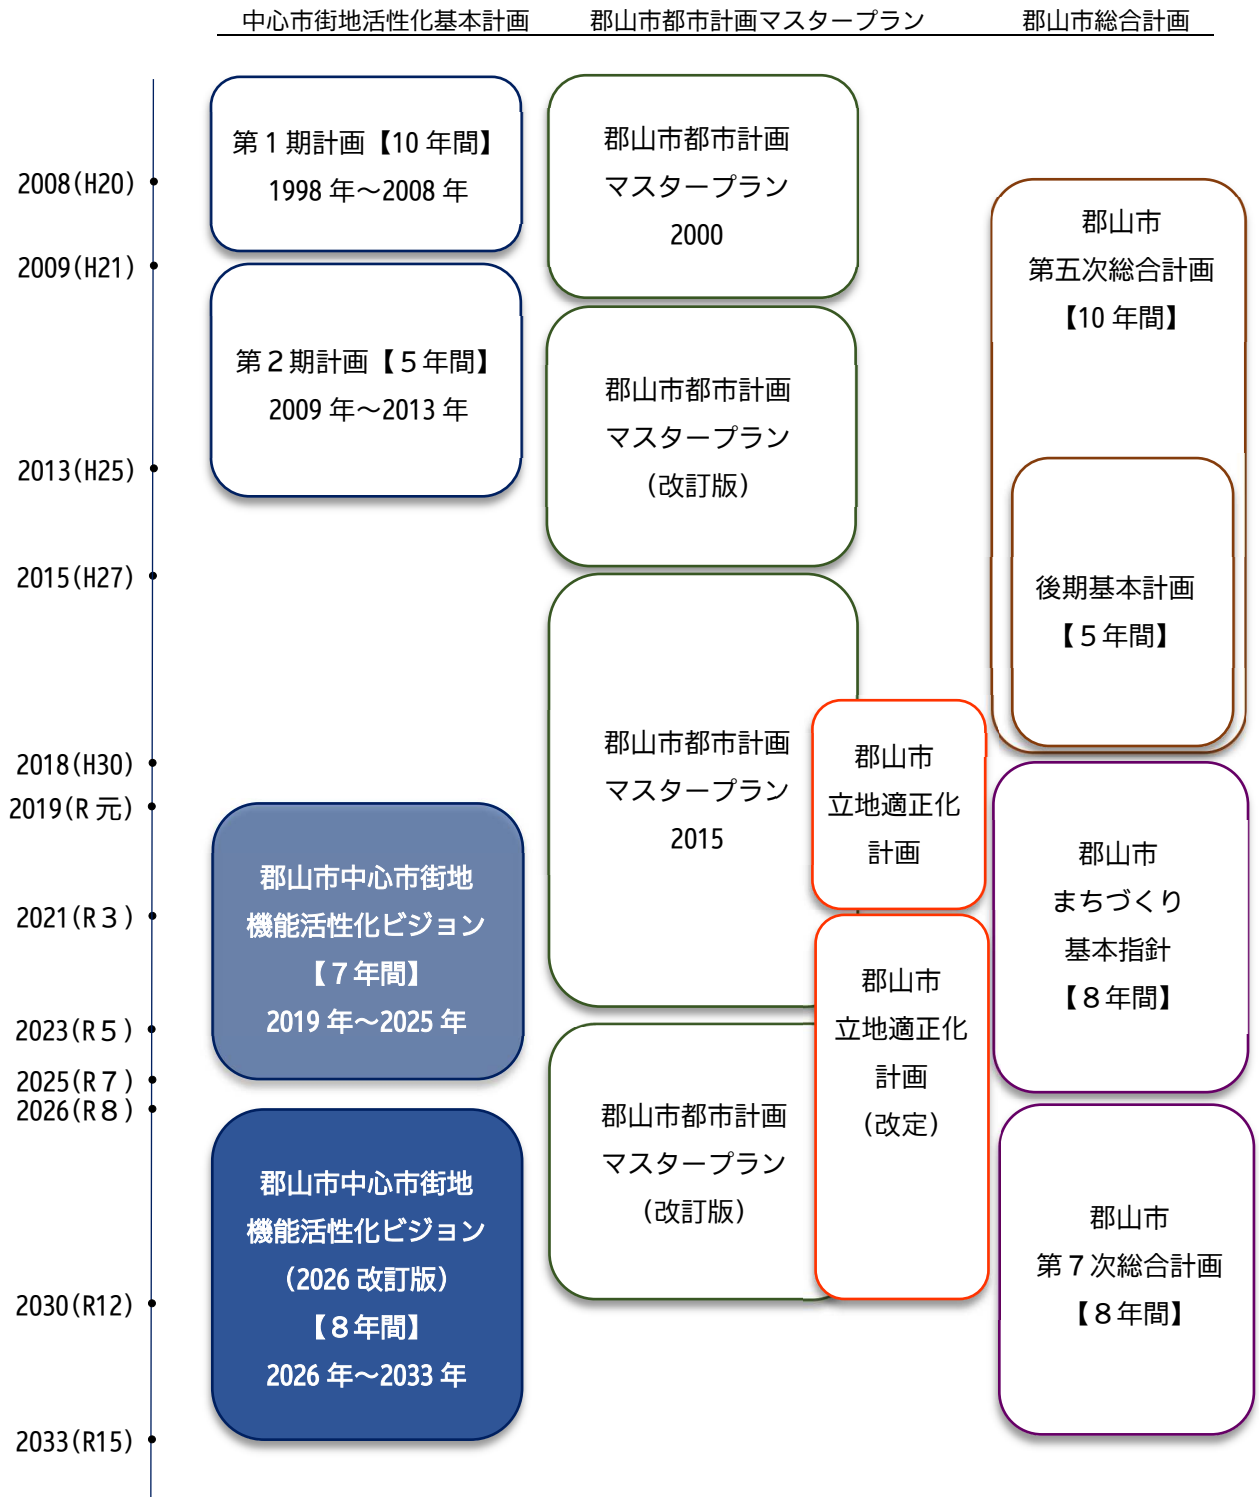 中心市街地活性化基本計画
郡山市都市計画マスタープラン
郡山市総合計画
2008(H20)
2009(H21)
2013(H25)
2015(H27)
2018(H30)
2019(R元)
2021(R３)
2023(R５)
2025(R７)
2026(R８)
2030(R12)
2033(R15)
第１期計画【10年間】
1998年～2008年
第２期計画【５年間】
2009年～2013年
郡山市中心市街地
機能活性化ビジョン
【７年間】
2019年～2025年
郡山市中心市街地
機能活性化ビジョン
（2026改訂版）
【８年間】
2026年～2033年
郡山市都市計画
マスタープラン
2000
郡山市都市計画
マスタープラン
（改訂版）
郡山市都市計画
マスタープラン
2015
郡山市都市計画
マスタープラン
（改訂版）
郡山市
立地適正化
計画
郡山市
立地適正化
計画
（改定）
郡山市
第五次総合計画
【10年間】
後期基本計画
【５年間】
郡山市
まちづくり
基本指針
【８年間】
郡山市
第７次総合計画
【８年間】